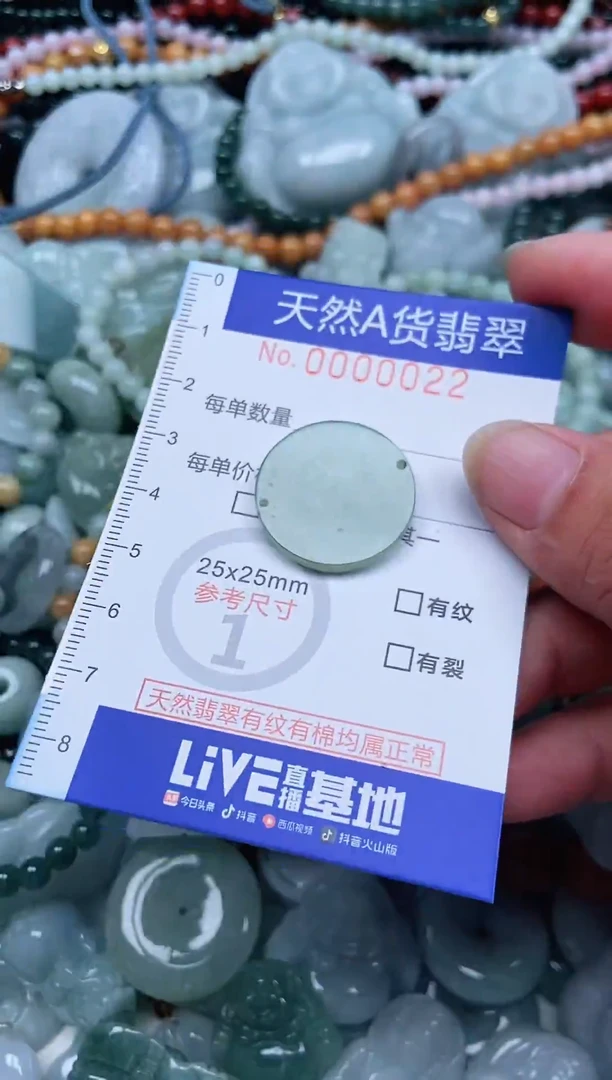 天然A货翡翠
No. 0000022
0
1
2
3
4
5
6
7
8
每单数量
每单价
其一
25x25mm
参考尺寸
1
有纹
有裂
天然翡翠有纹有棉均属正常
LiVE直播基地
今日头条 抖音 西瓜视频 抖音火山版